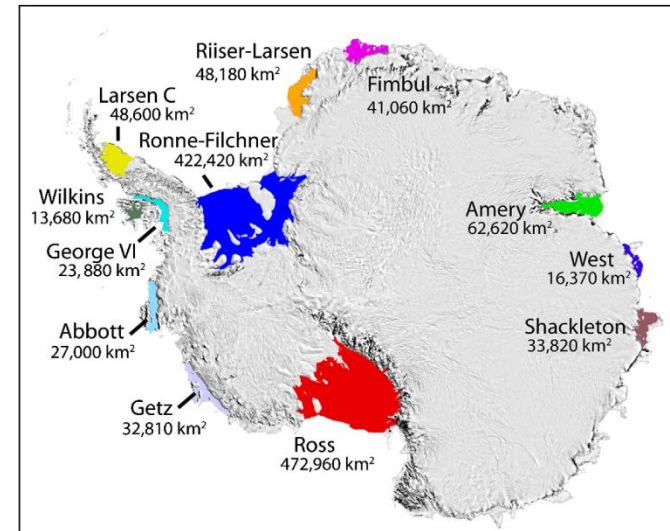 Riiser-Larsen
48,180 km²
Fimbul
41,060 km²
Larsen C
48,600 km²
Ronne-Filchner
422,420 km²
Wilkins
13,680 km²
George VI
23,880 km²
Amery
62,620 km²
West
16,370 km²
Abbott
27,000 km²
Shackleton
33,820 km²
Getz
32,810 km²
Ross
472,960 km²